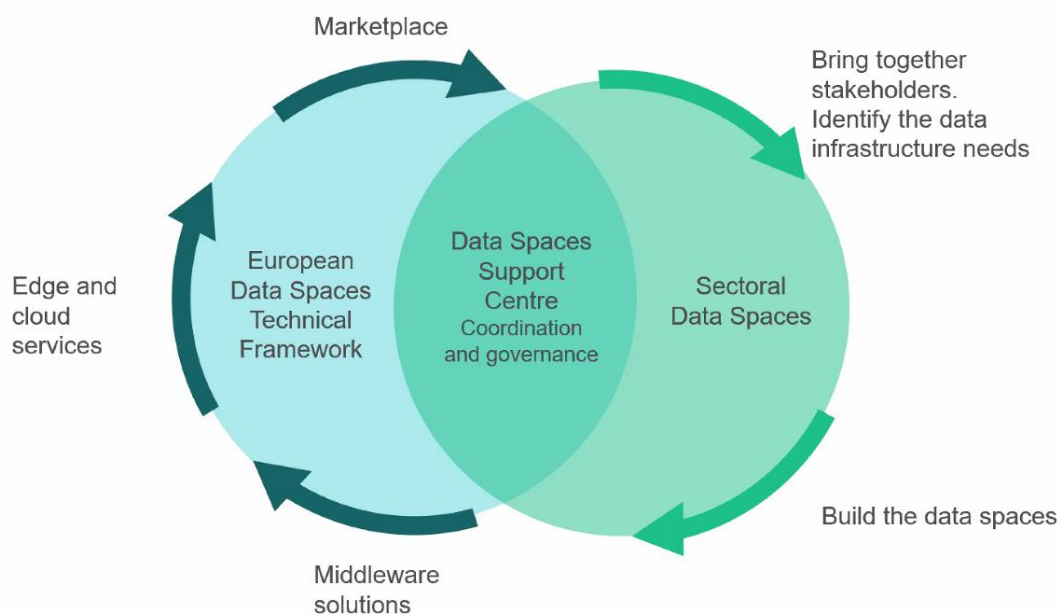 Marketplace
Bring together
stakeholders.
Identify the data
infrastructure needs
Edge and
cloud
services
European
Data Spaces
Technical
Framework
Data Spaces
Support
Centre
Coordination
and governance
Sectoral
Data Spaces
Build the data spaces
Middleware
solutions